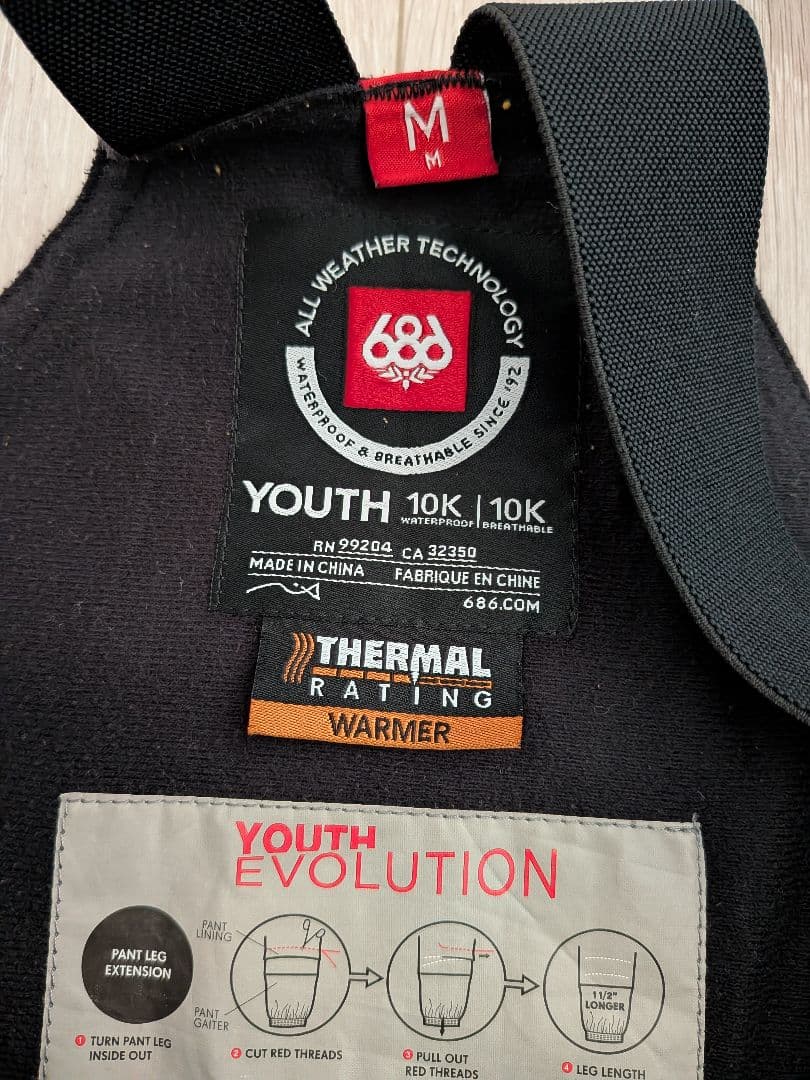 M
M
ALL WEATHER TECHNOLOGY
686
WATERPROOF & BREATHABLE SINCE '92
YOUTH 10K | 10K
WATERPROOF BREATHABLE
RN 99204 CA 32350
MADE IN CHINA FABRIQUE EN CHINE
686.COM
THERMAL
RATING
WARMER
YOUTH
EVOLUTION
PANT LEG
EXTENSION
PANT
LINING
PANT
GAITER
1 1/2"
LONGER
1 TURN PANT LEG
INSIDE OUT
2 CUT RED THREADS
3 PULL OUT
RED THREADS
4 LEG LENGTH